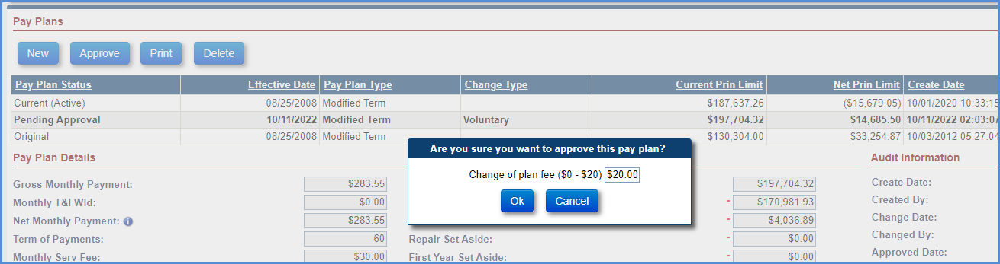 Pay Plans
New Approve Print Delete
Pay Plan Status Effective Date Pay Plan Type Change Type Current Prin Limit Net Prin Limit Create Date
Current (Active) 08/25/2008 Modified Term $187,637.26 ($15,679.05) 10/01/2020 10:33:15
Pending Approval 10/11/2022 Modified Term Voluntary $197,704.32 $14,685.50 10/11/2022 02:03:07
Original 08/25/2008 Modified Term $130,304.00 $33,254.87 10/03/2012 05:27:04
Are you sure you want to approve this pay plan?
Change of plan fee ($0 - $20) $20.00
Ok Cancel
Pay Plan Details Audit Information
Gross Monthly Payment: $283.55 $197,704.32 Create Date:
Monthly T&I Wld: $0.00 - $170,981.93 Created By:
Net Monthly Payment: i $283.55 - $4,036.89 Change Date:
Term of Payments: 60 Repair Set Aside: - $0.00 Changed By:
Monthly Serv Fee: $30.00 First Year Set Aside: - $0.00 Approved Date: